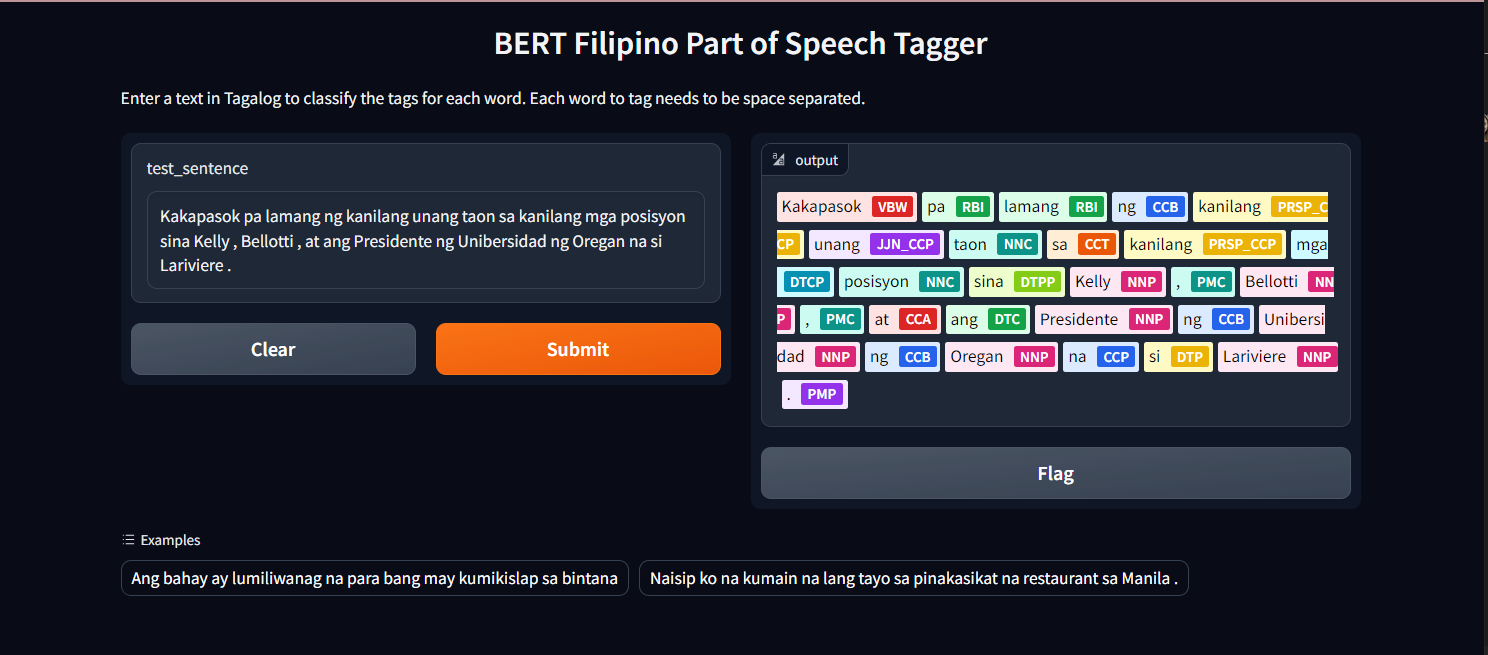 BERT Filipino Part of Speech Tagger
Enter a text in Tagalog to classify the tags for each word. Each word to tag needs to be space separated.
test_sentence
Kakapasok pa lamang ng kanilang unang taon sa kanilang mga posisyon
sina Kelly , Bellotti , at ang Presidente ng Unibersidad ng Oregan na si
Lariviere .
Clear
Submit
output
Kakapasok VBW pa RBI lamang RBI ng CCB kanilang PRSP_C
CP unang JJN_CCP taon NNC sa CCT kanilang PRSP_CCP mga
DTCP posisyon NNC sina DTPP Kelly NNP , PMC Bellotti NN
P , PMC at CCA ang DTC Presidente NNP ng CCB Unibersi
dad NNP ng CCB Oregan NNP na CCP si DTP Lariviere NNP
. PMP
Flag
Examples
Ang bahay ay lumiliwanag na para bang may kumikislap sa bintana
Naisip ko na kumain na lang tayo sa pinakasikat na restaurant sa Manila .